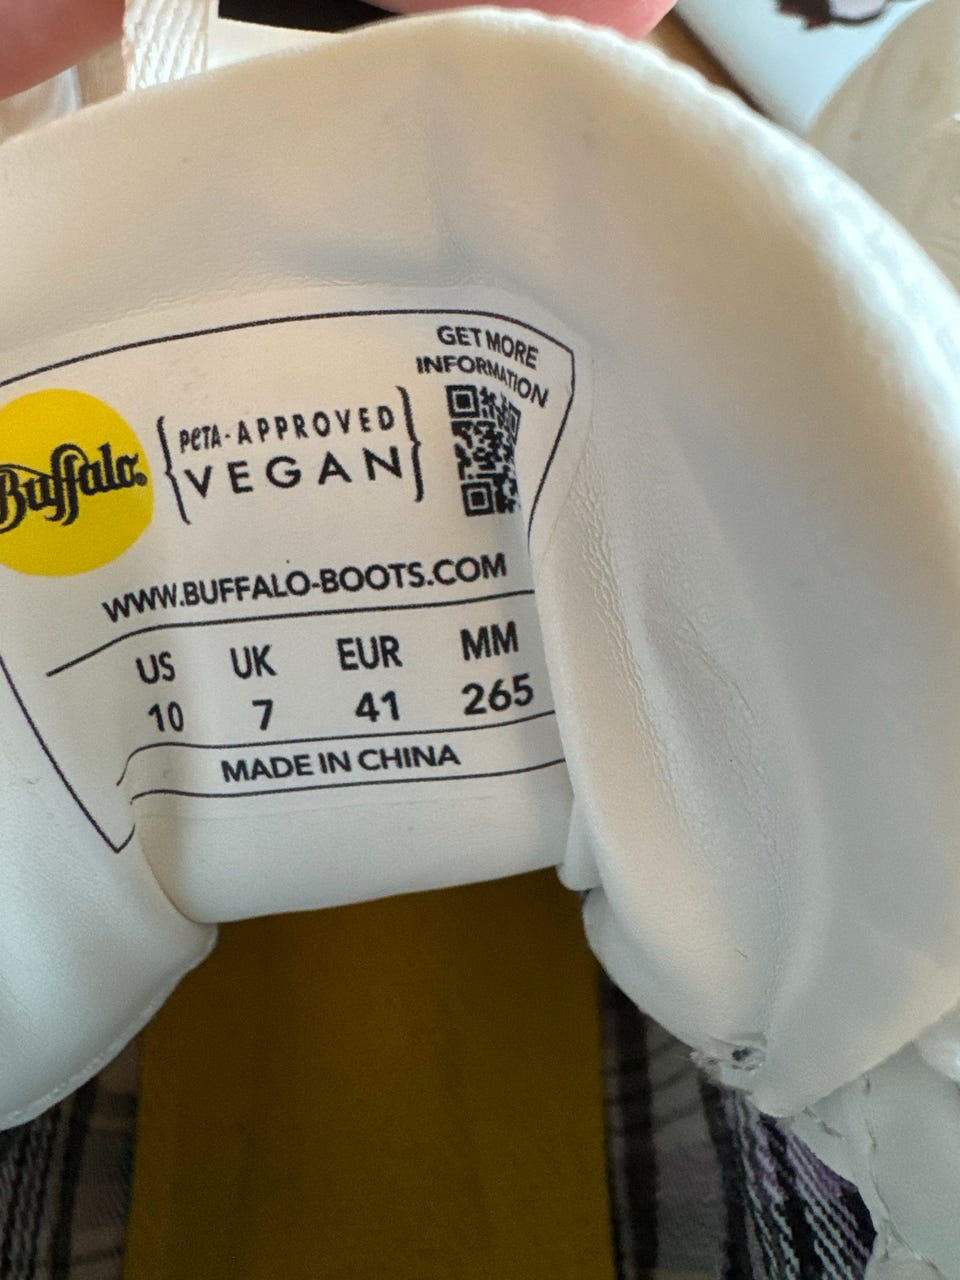 GET MORE
INFORMATION
Buffalo
PETA-APPROVED
VEGAN
WWW.BUFFALO-BOOTS.COM
US UK EUR MM
10 7 41 265
MADE IN CHINA